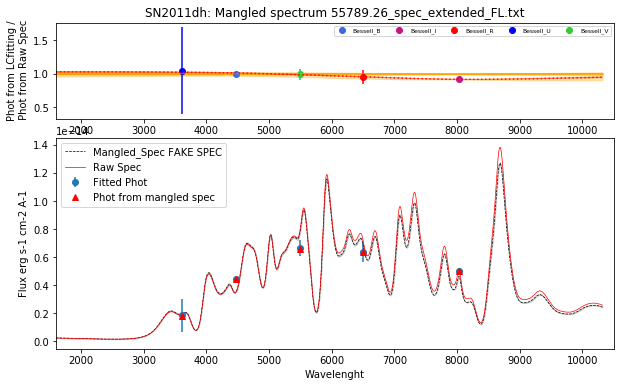 SN2011dh: Mangled spectrum 55789.26_spec_extended_FL.txt
Phot from LCfitting /
Phot from Raw Spec
1.5
1.0
0.5
Bessell_B Bessell_I Bessell_R Bessell_U Bessell_V
2000 3000 4000 5000 6000 7000 8000 9000 10000
1e−14
Flux erg s-1 cm-2 A-1
1.4
1.2
1.0
0.8
0.6
0.4
0.2
0.0
Mangled_Spec FAKE SPEC
Raw Spec
Fitted Phot
Phot from mangled spec
2000 3000 4000 5000 6000 7000 8000 9000 10000
Wavelenght